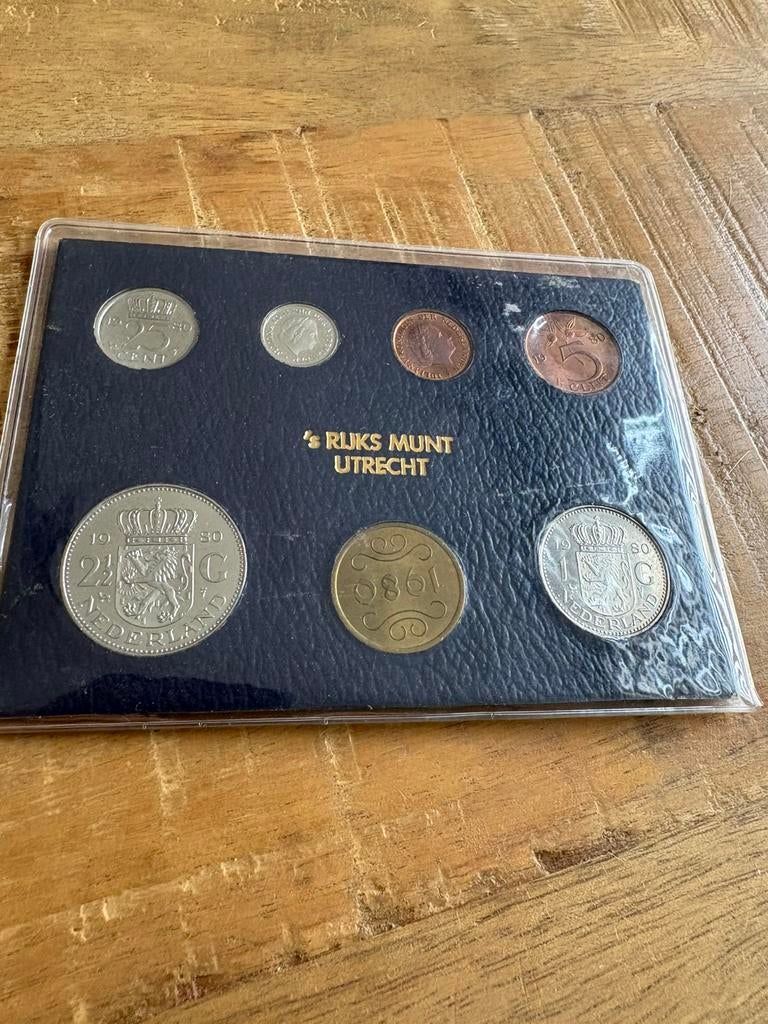 19 25 80
CENT
19 5 80
CENT
's RIJKS MUNT
UTRECHT
19 80
2½ G
NEDERLAND
1980
19 80
1 G
NEDERLAND